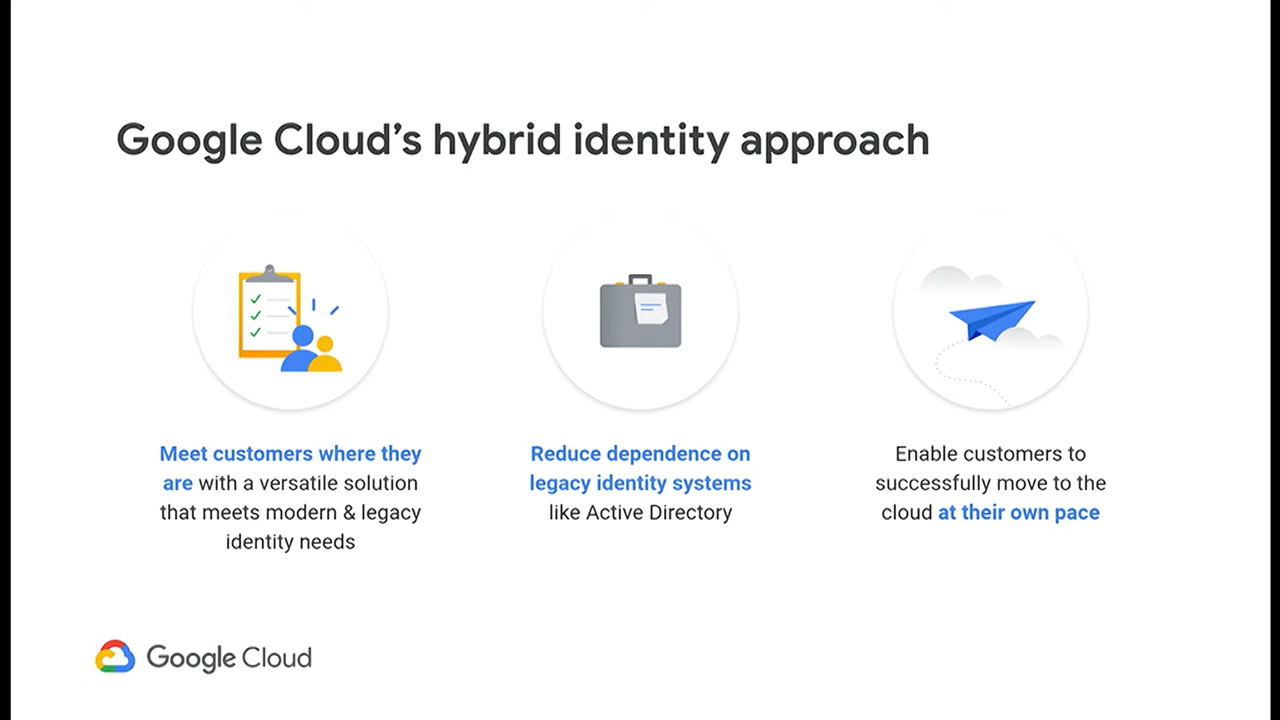 Google Cloud's hybrid identity approach
Meet customers where they
are with a versatile solution
that meets modern & legacy
identity needs
Reduce dependence on
legacy identity systems
like Active Directory
Enable customers to
successfully move to the
cloud at their own pace
Google Cloud